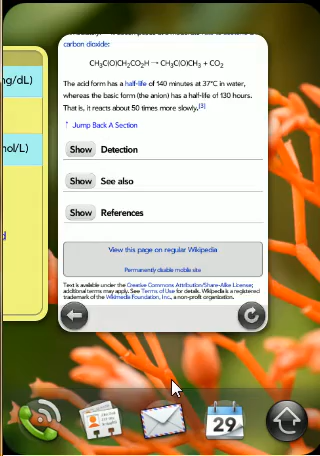 carbon dioxide:
CH3C(O)CH2CO2H → CH3C(O)CH3 + CO2
The acid form has a half-life of 140 minutes at 37°C in water,
whereas the basic form (the anion) has a half-life of 130 hours.
That is, it reacts about 50 times more slowly.[3]
↑ Jump Back A Section
Show Detection
Show See also
Show References
View this page on regular Wikipedia
Permanently disable mobile site
Text is available under the Creative Commons Attribution/Share-Alike License;
additional terms may apply. See Terms of Use for details. Wikipedia is a registered
trademark of the Wikimedia Foundation, Inc., a non-profit organization.
ng/dL)
nol/L)
d
29